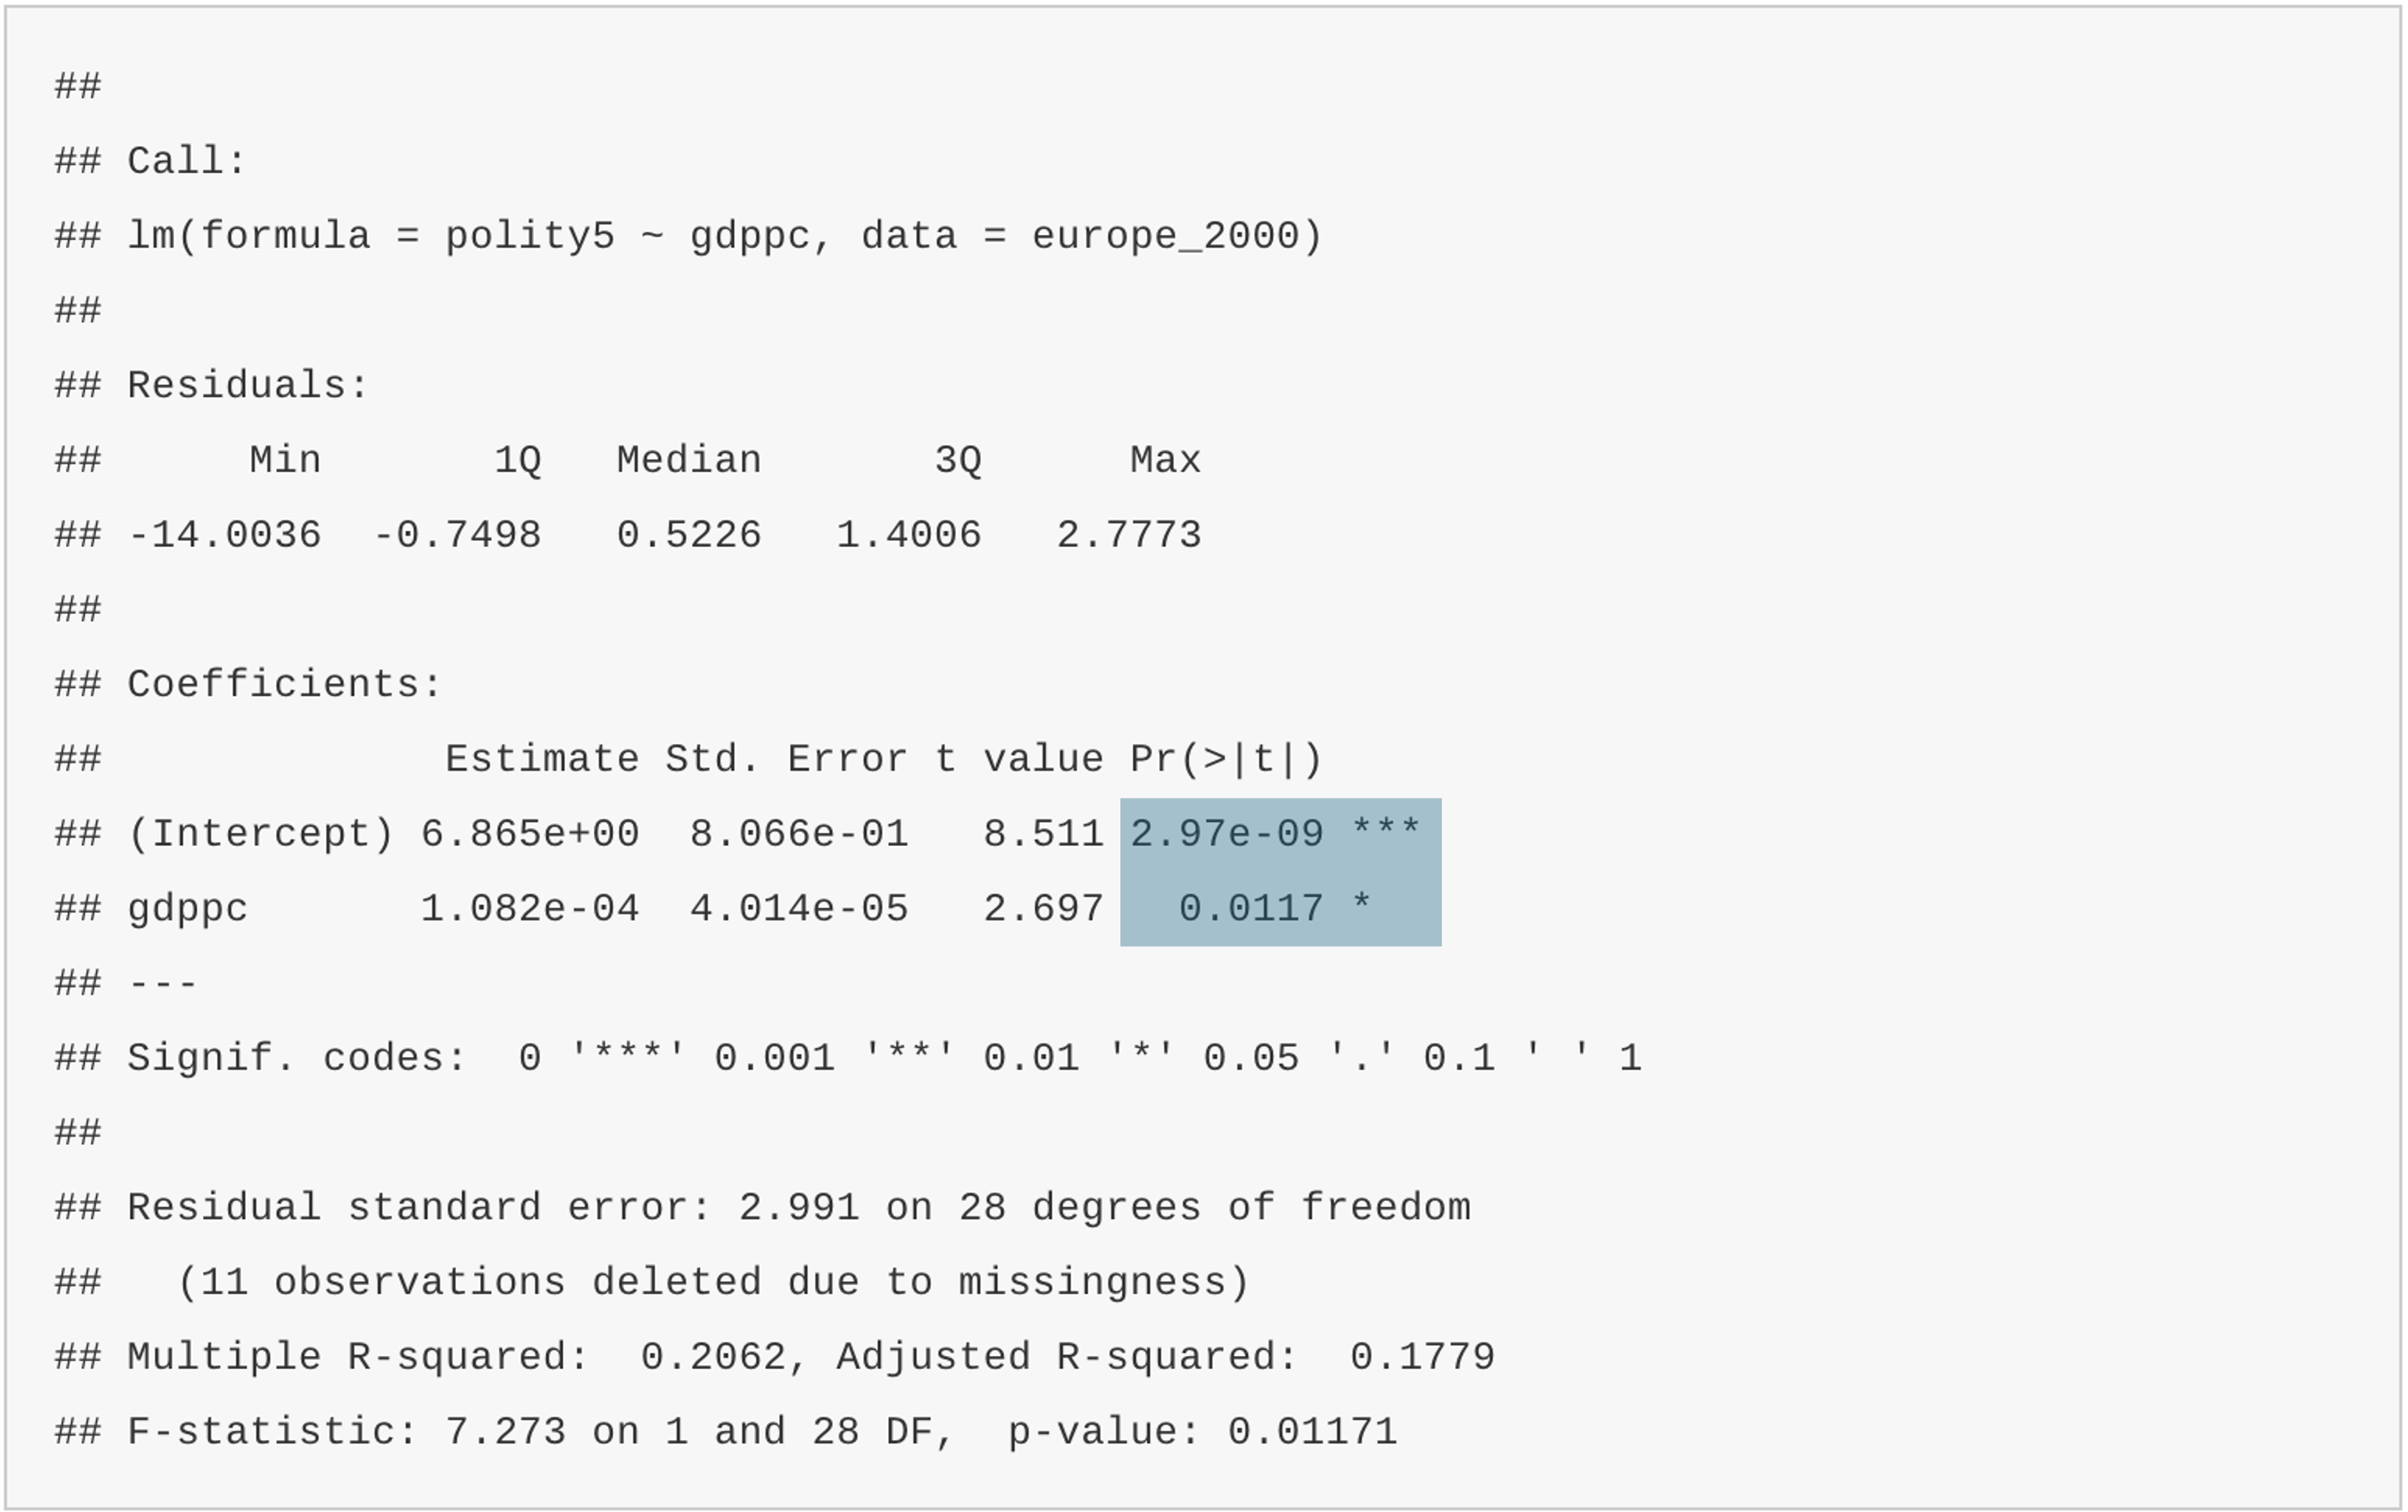 ##
## Call:
## lm(formula = polity5 ~ gdppc, data = europe_2000)
##
## Residuals:
##      Min       1Q   Median       3Q      Max
## -14.0036  -0.7498   0.5226   1.4006   2.7773
##
## Coefficients:
##              Estimate Std. Error t value Pr(>|t|)
## (Intercept) 6.865e+00  8.066e-01   8.511 2.97e-09 ***
## gdppc       1.082e-04  4.014e-05   2.697   0.0117 *
## ---
## Signif. codes:  0 '***' 0.001 '**' 0.01 '*' 0.05 '.' 0.1 ' ' 1
##
## Residual standard error: 2.991 on 28 degrees of freedom
##   (11 observations deleted due to missingness)
## Multiple R-squared:  0.2062, Adjusted R-squared:  0.1779
## F-statistic: 7.273 on 1 and 28 DF,  p-value: 0.01171